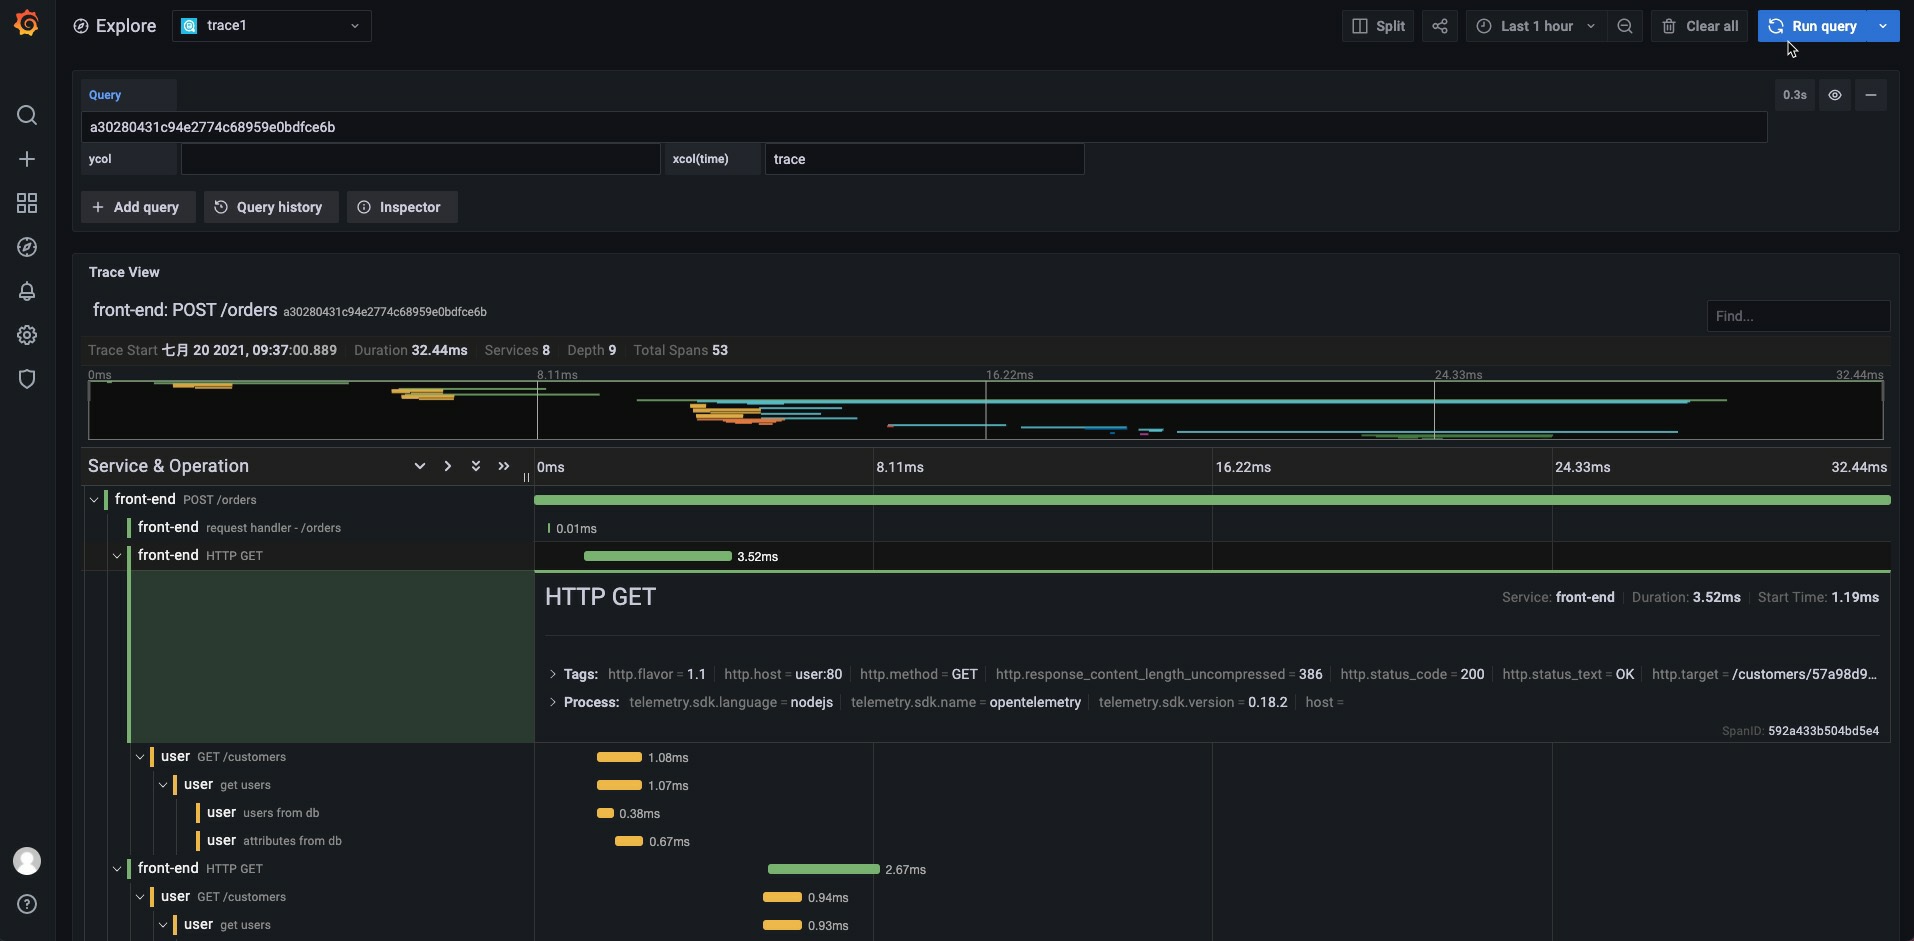 Explore trace1 Split Last 1 hour Clear all Run query
Query 0.3s
a30280431c94e2774c68959e0bdfce6b
ycol xcol(time) trace
Add query Query history Inspector
Trace View
front-end: POST /orders a30280431c94e2774c68959e0bdfce6b Find...
Trace Start 七月 20 2021, 09:37:00.889 Duration 32.44ms Services 8 Depth 9 Total Spans 53
0ms 8.11ms 16.22ms 24.33ms 32.44ms
Service & Operation 0ms 8.11ms 16.22ms 24.33ms 32.44ms
front-end POST /orders
front-end request handler - /orders 0.01ms
front-end HTTP GET 3.52ms
HTTP GET Service: front-end Duration: 3.52ms Start Time: 1.19ms
Tags: http.flavor = 1.1 http.host = user:80 http.method = GET http.response_content_length_uncompressed = 386 http.status_code = 200 http.status_text = OK http.target = /customers/57a98d9...
Process: telemetry.sdk.language = nodejs telemetry.sdk.name = opentelemetry telemetry.sdk.version = 0.18.2 host =
SpanID: 592a433b504bd5e4
user GET /customers 1.08ms
user get users 1.07ms
user users from db 0.38ms
user attributes from db 0.67ms
front-end HTTP GET 2.67ms
user GET /customers 0.94ms
user get users 0.93ms